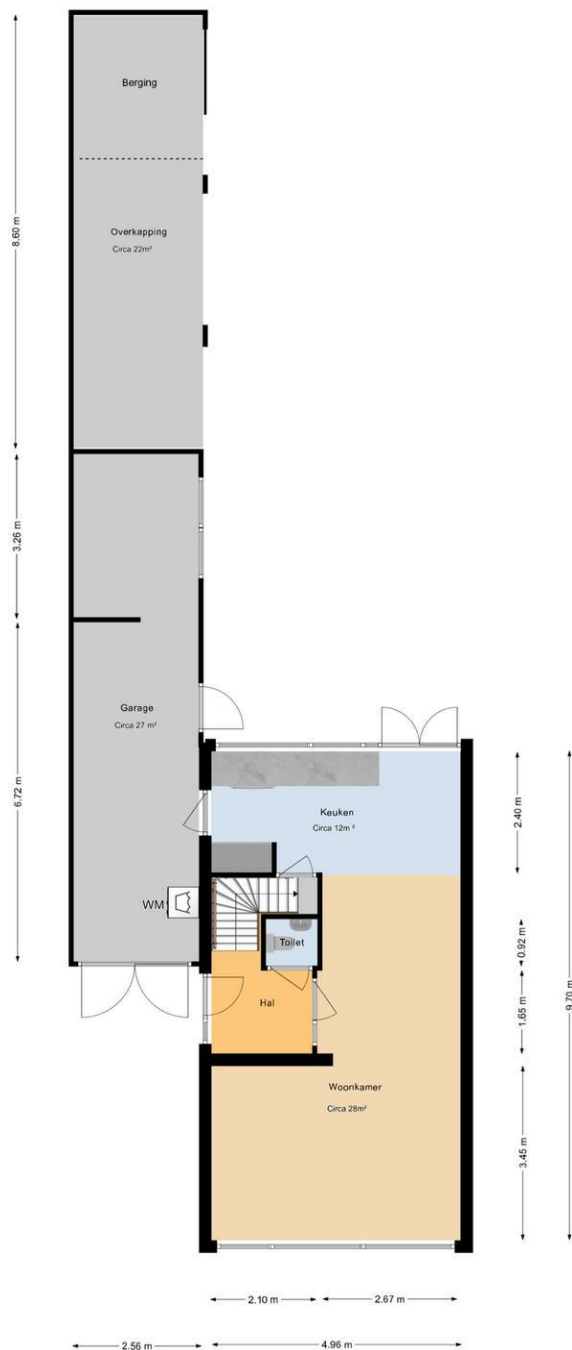 Berging
Overkapping
Circa 22m²
8.60 m
3.26 m
Garage
Circa 27 m²
6.72 m
Keuken
Circa 12m²
2.40 m
WM
Toilet
0.92 m
Hal
1.65 m
9.70 m
Woonkamer
Circa 28m²
3.45 m
2.10 m
2.67 m
2.56 m
4.96 m